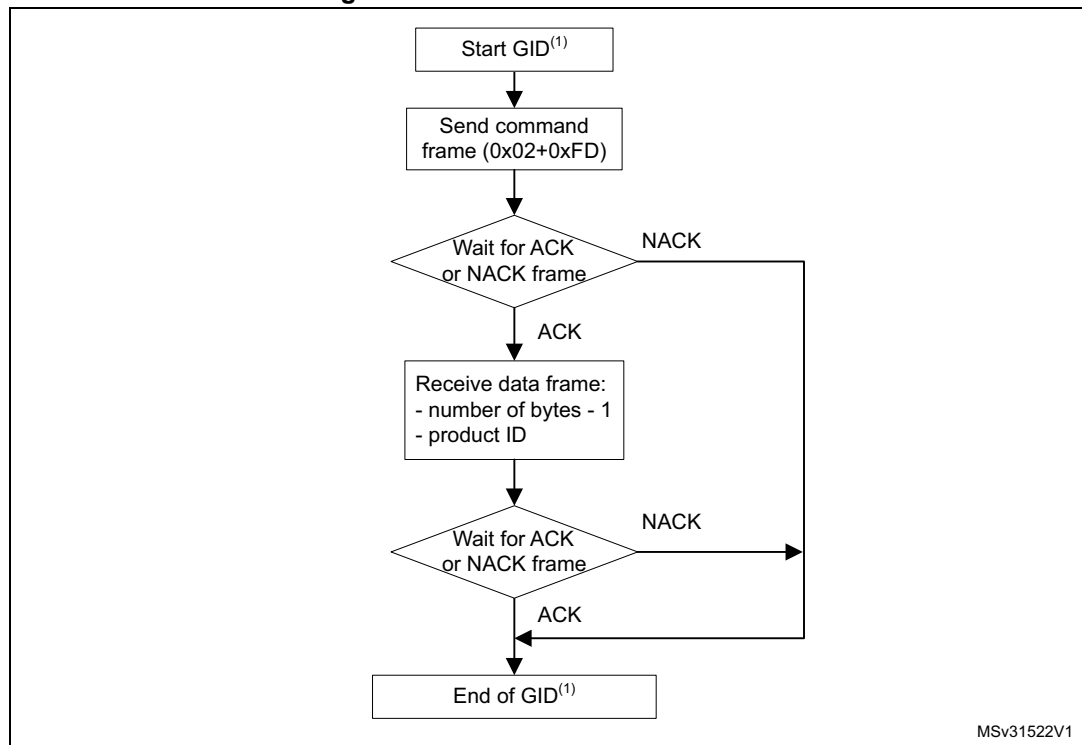 Start GID(1)
Send command
frame (0x02+0xFD)
Wait for ACK
or NACK frame
NACK
ACK
Receive data frame:
- number of bytes - 1
- product ID
Wait for ACK
or NACK frame
NACK
ACK
End of GID(1)
MSv31522V1